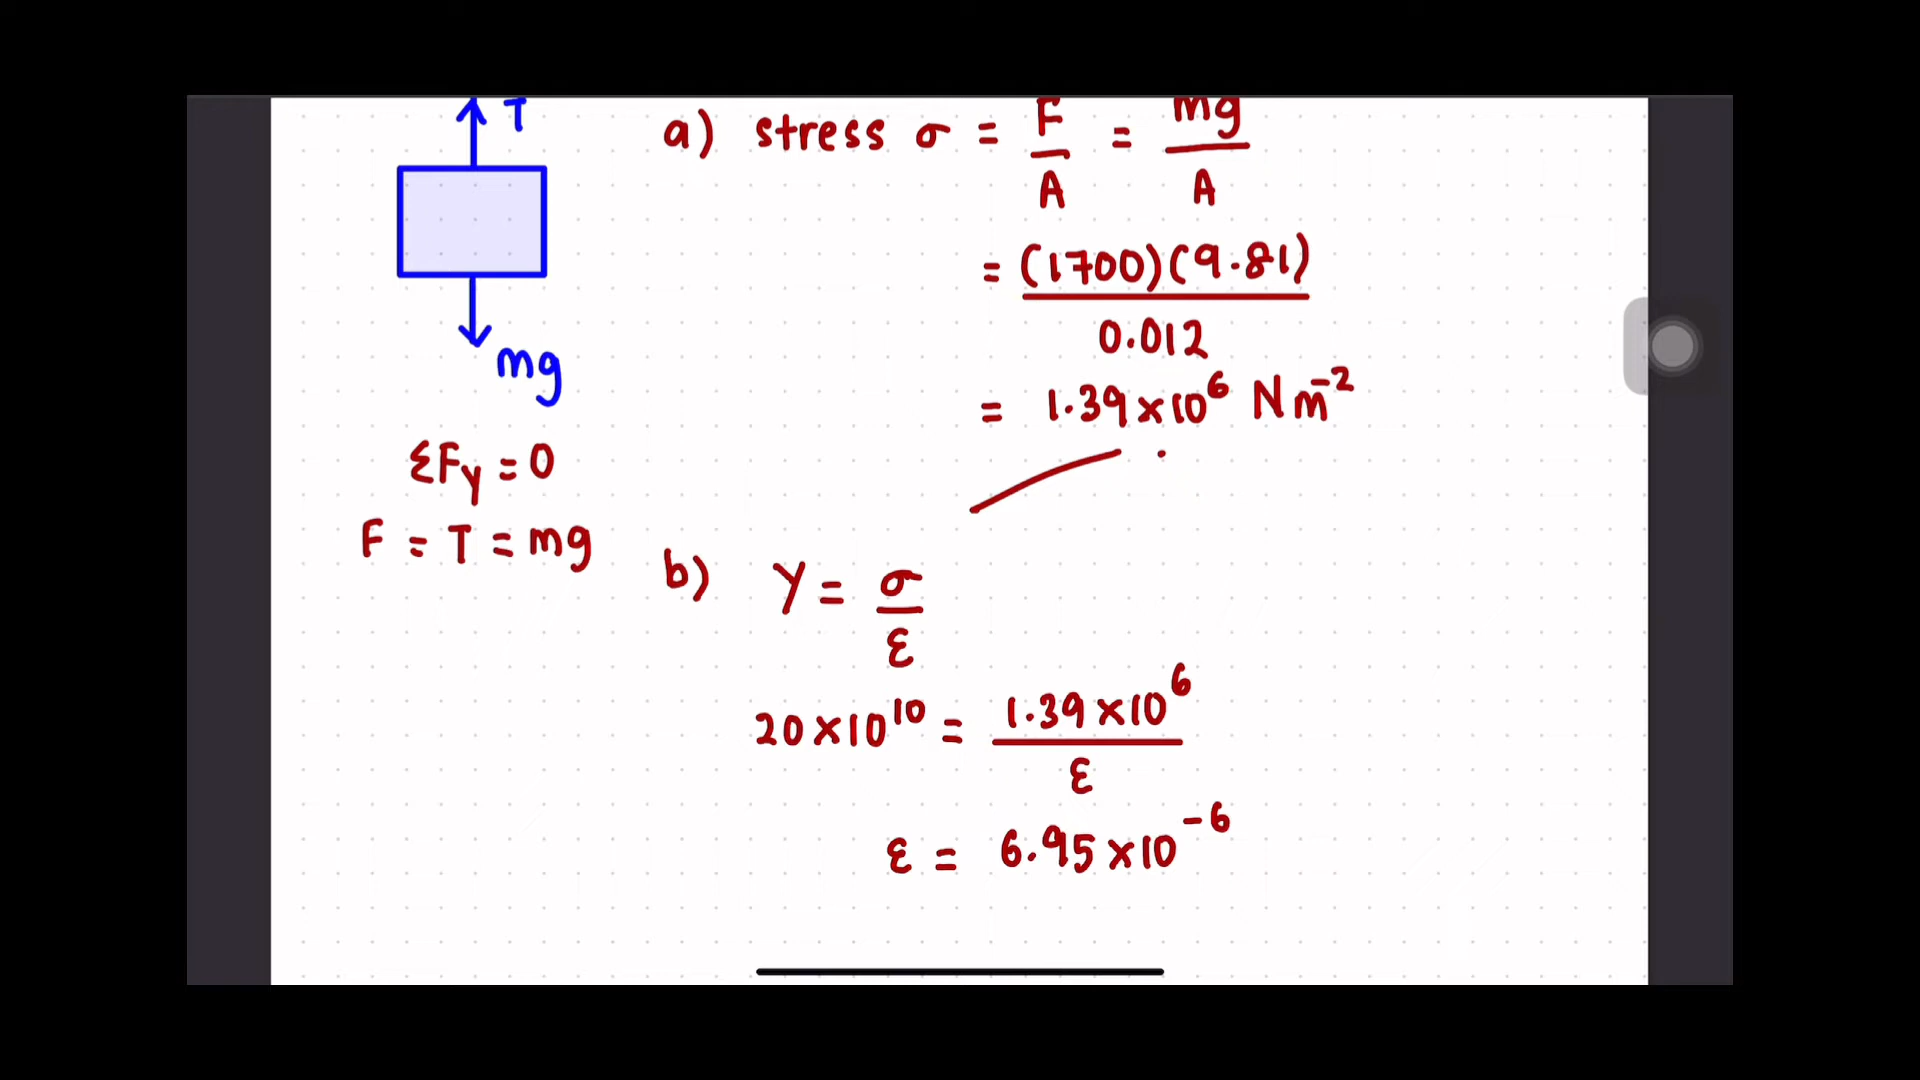 T
mg
ΣFy = 0
F = T = mg
a) stress σ = F/A = mg/A
= (1700)(9.81)/0.012
= 1.39 × 10⁶ N m⁻²
b) Y = σ/ε
20 × 10¹⁰ = 1.39 × 10⁶/ε
ε = 6.95 × 10⁻⁶